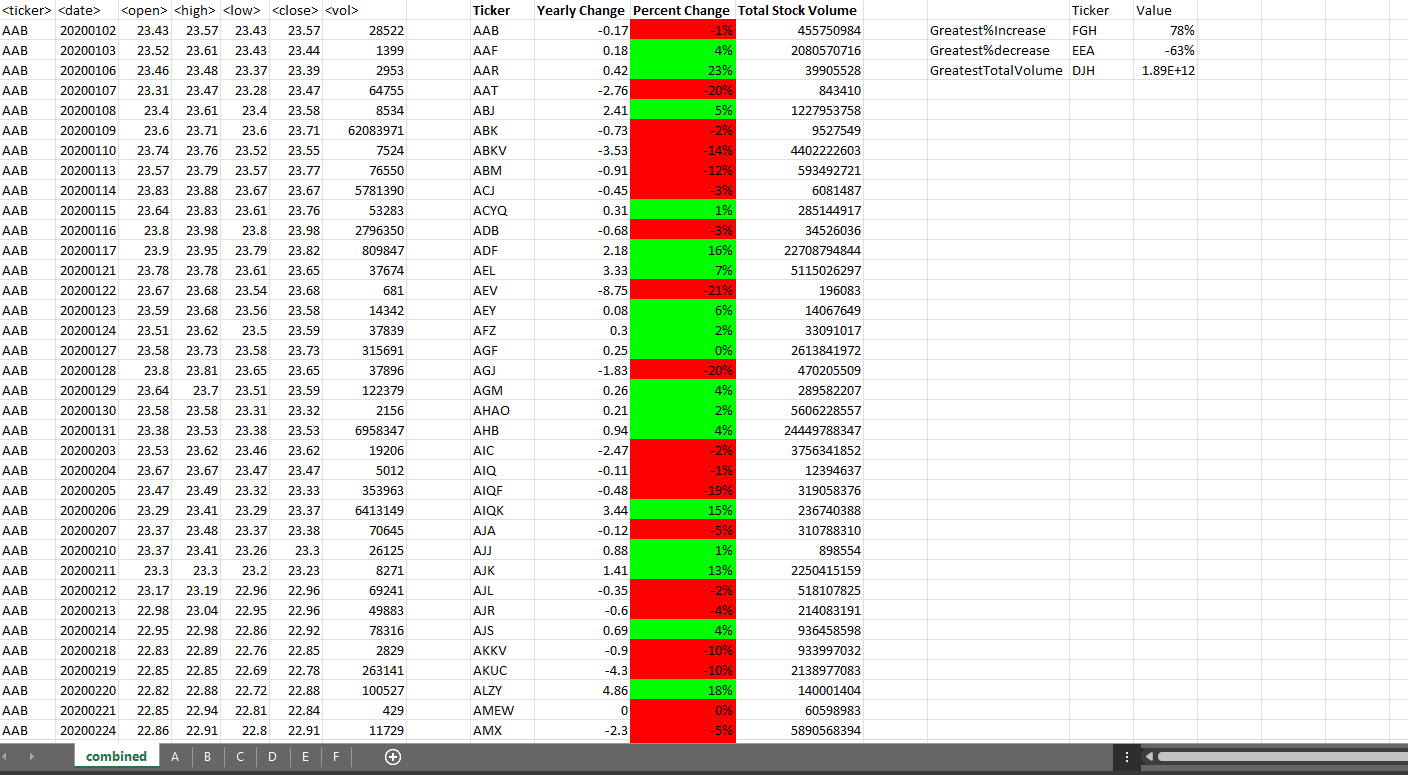 <ticker> <date> <open> <high> <low> <close> <vol> Ticker Yearly Change Percent Change Total Stock Volume Ticker Value
AAB 20200102 23.43 23.57 23.43 23.57 28522 AAB -0.17 -1% 455750984 Greatest%Increase FGH 78%
AAB 20200103 23.52 23.61 23.43 23.44 1399 AAF 0.18 4% 2080570716 Greatest%decrease EEA -63%
AAB 20200106 23.46 23.48 23.37 23.39 2953 AAR 0.42 23% 39905528 GreatestTotalVolume DJH 1.89E+12
AAB 20200107 23.31 23.47 23.28 23.47 64755 AAT -2.76 -20% 843410
AAB 20200108 23.4 23.61 23.4 23.58 8534 ABJ 2.41 5% 1227953758
AAB 20200109 23.6 23.71 23.6 23.71 62083971 ABK -0.73 -2% 9527549
AAB 20200110 23.74 23.76 23.52 23.55 7524 ABKV -3.53 -14% 4402222603
AAB 20200113 23.57 23.79 23.57 23.77 76550 ABM -0.91 -12% 593492721
AAB 20200114 23.83 23.88 23.67 23.67 5781390 ACJ -0.45 -3% 6081487
AAB 20200115 23.64 23.83 23.61 23.76 53283 ACYQ 0.31 1% 285144917
AAB 20200116 23.8 23.98 23.8 23.98 2796350 ADB -0.68 -3% 34526036
AAB 20200117 23.9 23.95 23.79 23.82 809847 ADF 2.18 16% 22708794844
AAB 20200121 23.78 23.78 23.61 23.65 37674 AEL 3.33 7% 5115026297
AAB 20200122 23.67 23.68 23.54 23.68 681 AEV -8.75 -21% 196083
AAB 20200123 23.59 23.68 23.56 23.58 14342 AEY 0.08 6% 14067649
AAB 20200124 23.51 23.62 23.5 23.59 37839 AFZ 0.3 2% 33091017
AAB 20200127 23.58 23.73 23.58 23.73 315691 AGF 0.25 0% 2613841972
AAB 20200128 23.8 23.81 23.65 23.65 37896 AGJ -1.83 -20% 470205509
AAB 20200129 23.64 23.7 23.51 23.59 122379 AGM 0.26 4% 289582207
AAB 20200130 23.58 23.58 23.31 23.32 2156 AHAO 0.21 2% 5606228557
AAB 20200131 23.38 23.53 23.38 23.53 6958347 AHB 0.94 4% 24449788347
AAB 20200203 23.53 23.62 23.46 23.62 19206 AIC -2.47 -2% 3756341852
AAB 20200204 23.67 23.67 23.47 23.47 5012 AIQ -0.11 -1% 12394637
AAB 20200205 23.47 23.49 23.32 23.33 353963 AIQF -0.48 -19% 319058376
AAB 20200206 23.29 23.41 23.29 23.37 6413149 AIQK 3.44 15% 236740388
AAB 20200207 23.37 23.48 23.37 23.38 70645 AJA -0.12 -5% 310788310
AAB 20200210 23.37 23.41 23.26 23.3 26125 AJJ 0.88 1% 898554
AAB 20200211 23.3 23.3 23.2 23.23 8271 AJK 1.41 13% 2250415159
AAB 20200212 23.17 23.19 22.96 22.96 69241 AJL -0.35 -2% 518107825
AAB 20200213 22.98 23.04 22.95 22.96 49883 AJR -0.6 -4% 214083191
AAB 20200214 22.95 22.98 22.86 22.92 78316 AJS 0.69 4% 936458598
AAB 20200218 22.83 22.89 22.76 22.85 2829 AKKV -0.9 -10% 933997032
AAB 20200219 22.85 22.85 22.69 22.78 263141 AKUC -4.3 -10% 2138977083
AAB 20200220 22.82 22.88 22.72 22.88 100527 ALZY 4.86 18% 140001404
AAB 20200221 22.85 22.94 22.81 22.84 429 AMEW 0 0% 60598983
AAB 20200224 22.86 22.91 22.8 22.91 11729 AMX -2.3 -5% 5890568394
combined A B C D E F